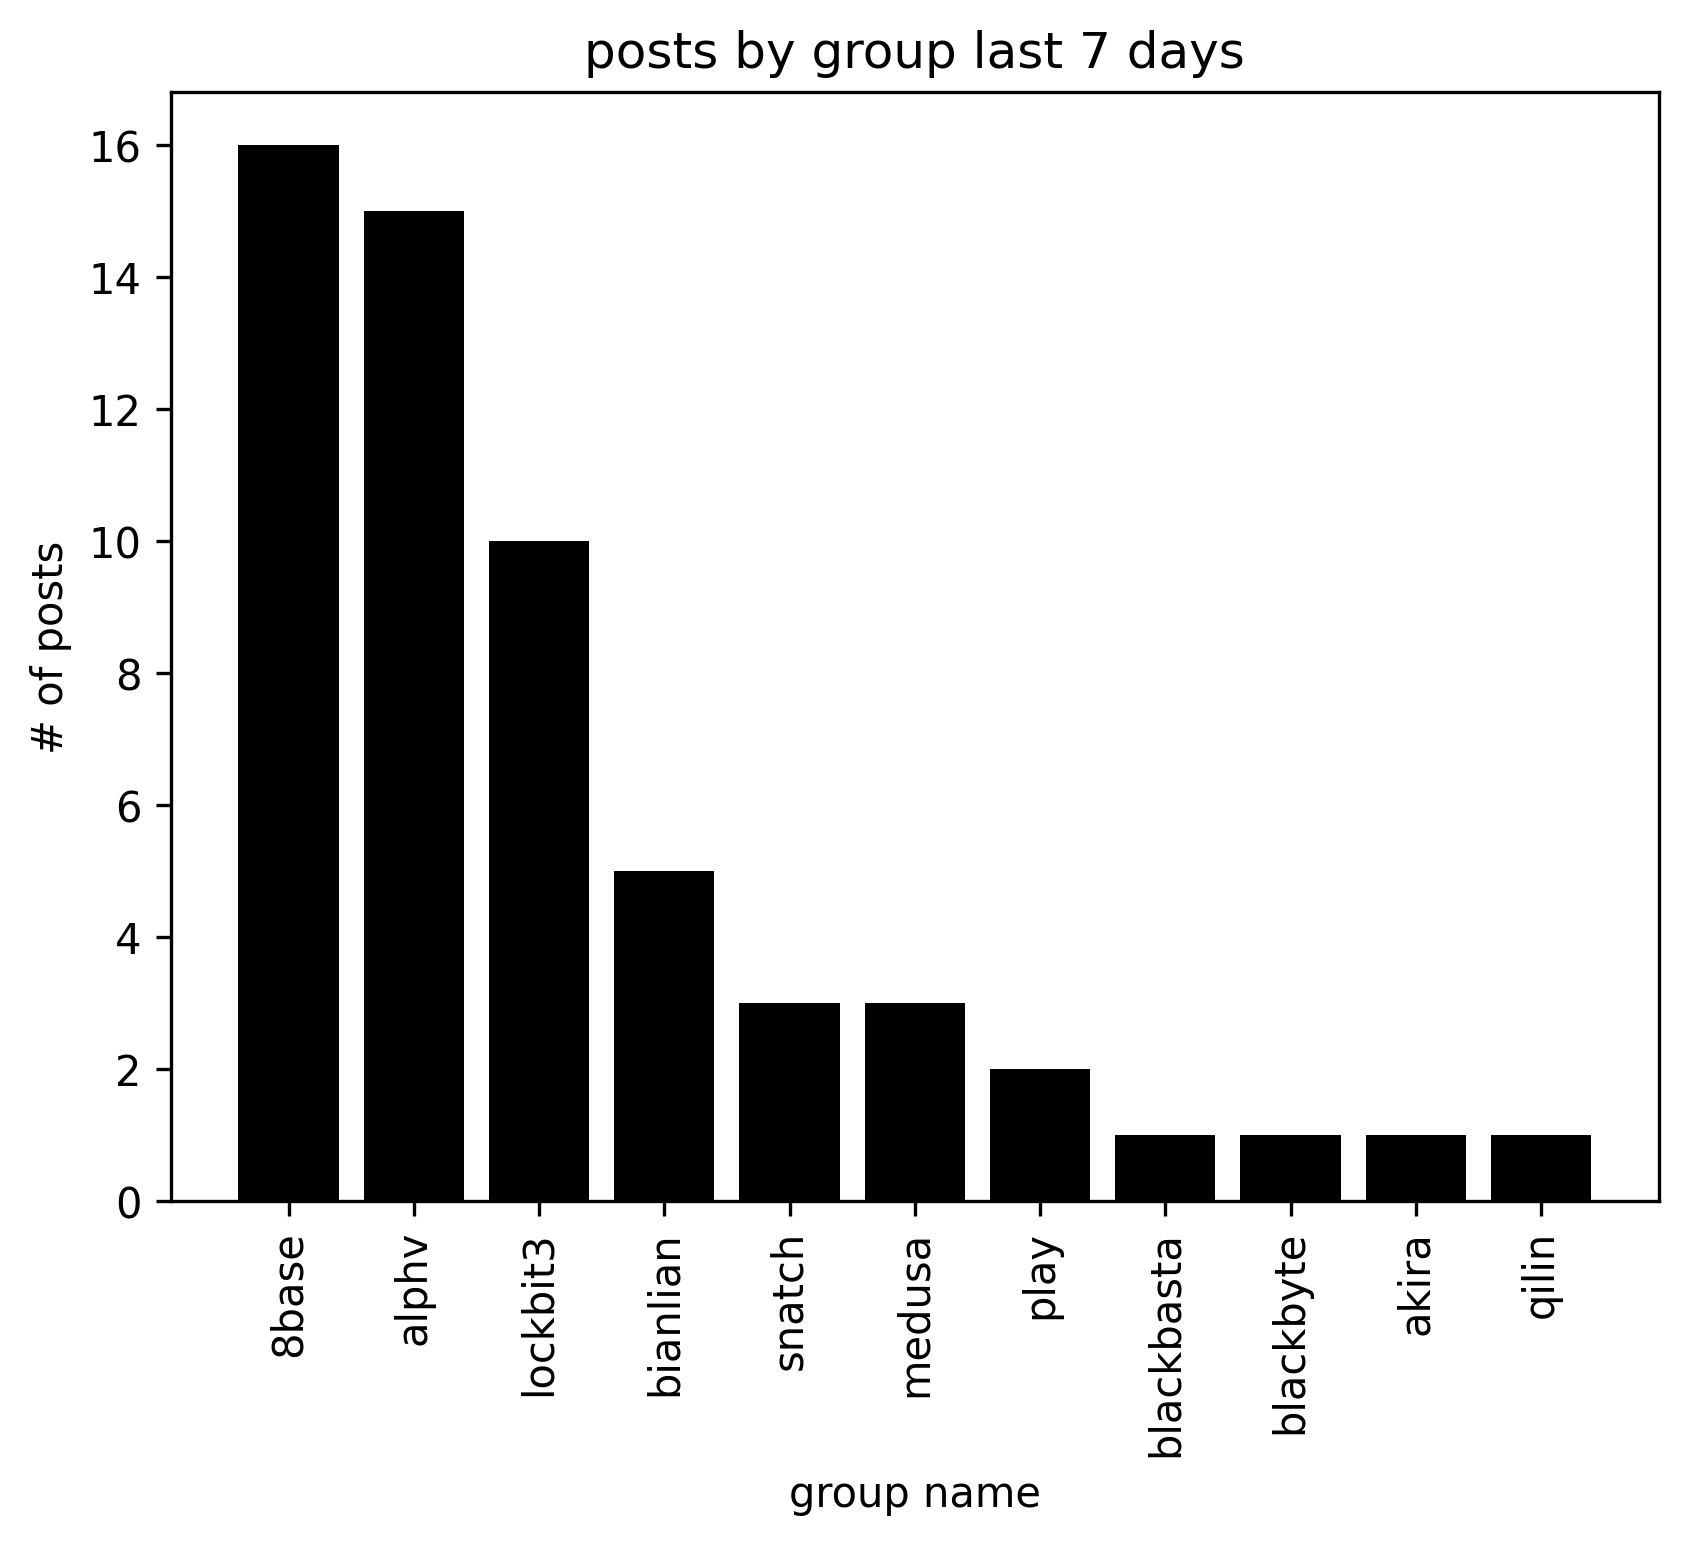 posts by group last 7 days
16
14
12
10
8
6
4
2
0
# of posts
8base
alphv
lockbit3
bianlian
snatch
medusa
play
blackbasta
blackbyte
akira
qilin
group name